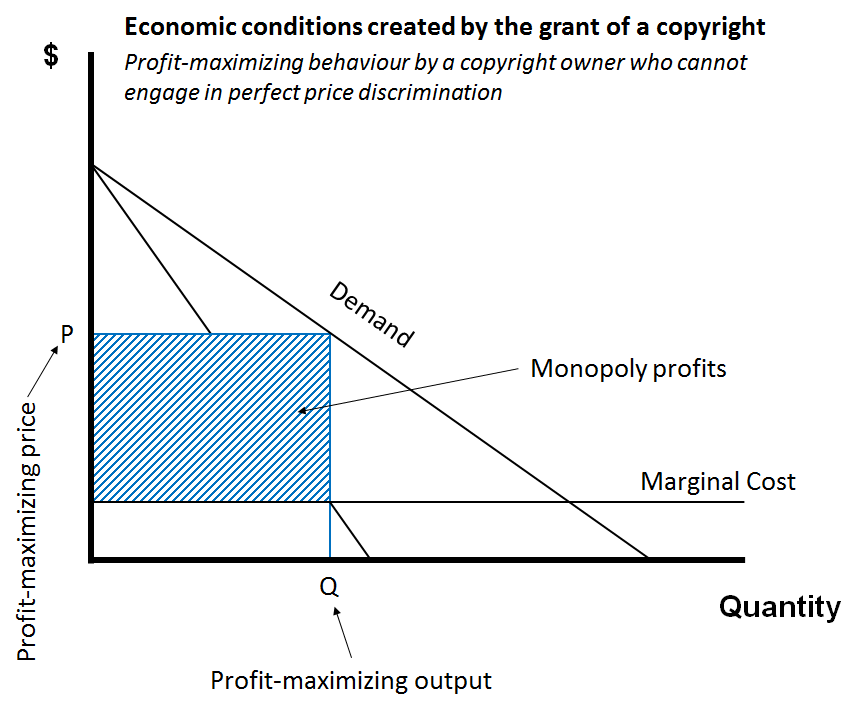 Economic conditions created by the grant of a copyright
Profit-maximizing behaviour by a copyright owner who cannot
engage in perfect price discrimination
$
Demand
P
Monopoly profits
Profit-maximizing price
Marginal Cost
Q
Quantity
Profit-maximizing output